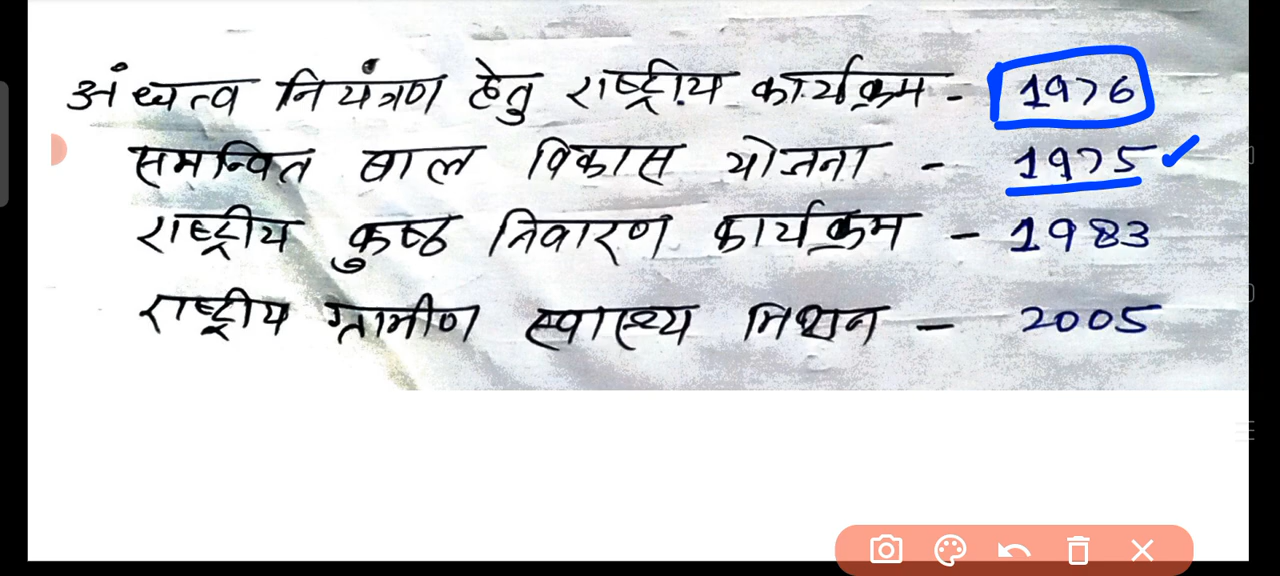 अंधत्व नियंत्रण हेतु राष्ट्रीय कार्यक्रम - 1976
समन्वित बाल विकास योजना - 1975
राष्ट्रीय कुष्ठ निवारण कार्यक्रम - 1983
राष्ट्रीय ग्रामीण स्वास्थ्य मिशन - 2005